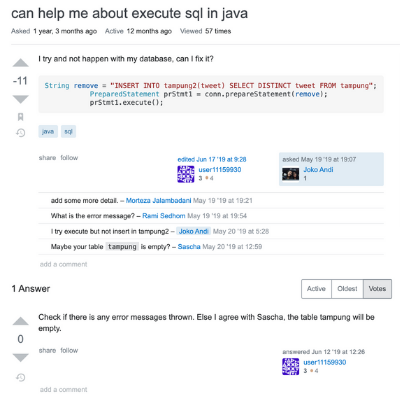 can help me about execute sql in java
Asked 1 year, 3 months ago Active 12 months ago Viewed 57 times
I try and not happen with my database, can I fix it?
-11
String remove = "INSERT INTO tampung2(tweet) SELECT DISTINCT tweet FROM tampung";
PreparedStatement prStmt1 = conn.prepareStatement(remove);
prStmt1.execute();
java sql
share follow
edited Jun 17 '19 at 9:28
user11159930
3 4
asked May 19 '19 at 19:07
Joko Andi
1
add some more detail. – Morteza Jalambadani May 19 '19 at 19:21
What is the error message? – Rami Sedhom May 19 '19 at 19:54
I try execute but not insert in tampung2 – Joko Andi May 20 '19 at 5:28
Maybe your table tampung is empty? – Sascha May 20 '19 at 12:59
add a comment
1 Answer
Active Oldest Votes
Check if there is any error messages thrown. Else I agree with Sascha, the table tampung will be
empty.
0
share follow
answered Jun 12 '19 at 12:26
user11159930
3 4
add a comment